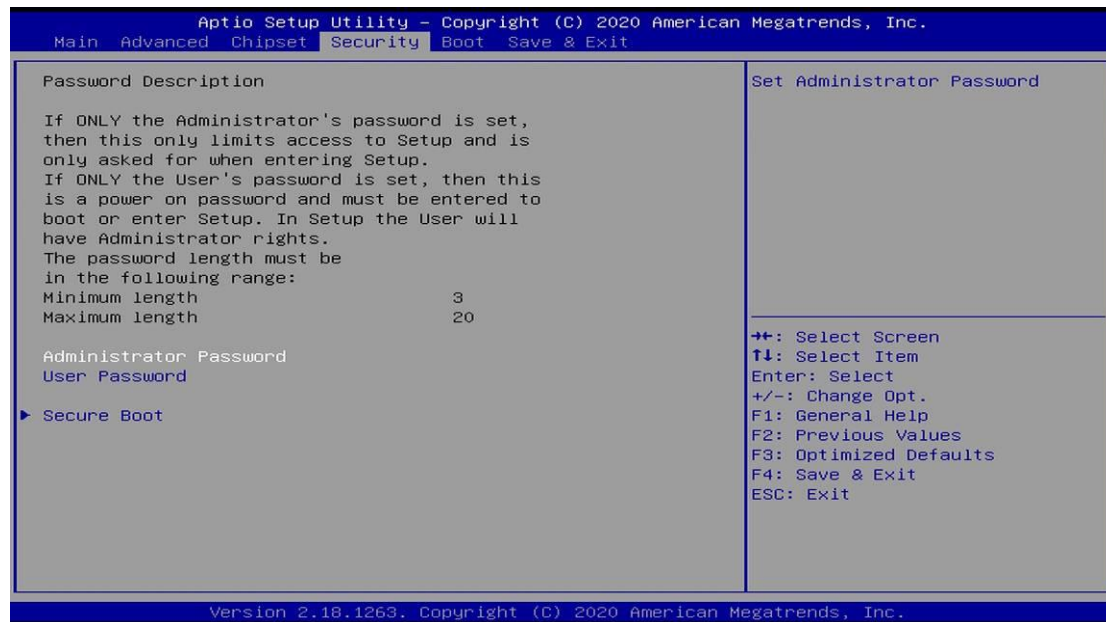 Aptio Setup Utility – Copyright (C) 2020 American Megatrends, Inc.
Main Advanced Chipset Security Boot Save & Exit
Password Description
If ONLY the Administrator's password is set,
then this only limits access to Setup and is
only asked for when entering Setup.
If ONLY the User's password is set, then this
is a power on password and must be entered to
boot or enter Setup. In Setup the User will
have Administrator rights.
The password length must be
in the following range:
Minimum length 3
Maximum length 20
Administrator Password
User Password
▶ Secure Boot
Set Administrator Password
→←: Select Screen
↑↓: Select Item
Enter: Select
+/-: Change Opt.
F1: General Help
F2: Previous Values
F3: Optimized Defaults
F4: Save & Exit
ESC: Exit
Version 2.18.1263. Copyright (C) 2020 American Megatrends, Inc.